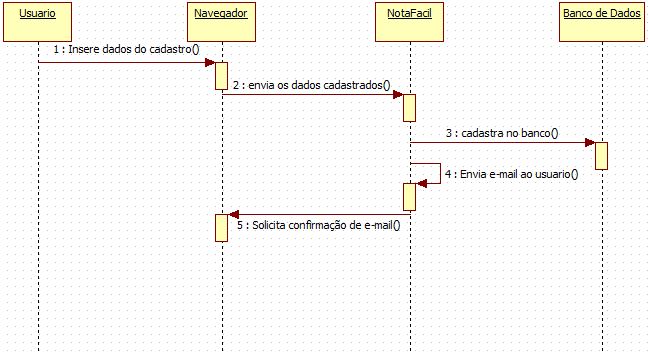 Usuario
Navegador
NotaFacil
Banco de Dados
1 : Insere dados do cadastro()
2 : envia os dados cadastrados()
3 : cadastra no banco()
4 : Envia e-mail ao usuario()
5 : Solicita confirmação de e-mail()